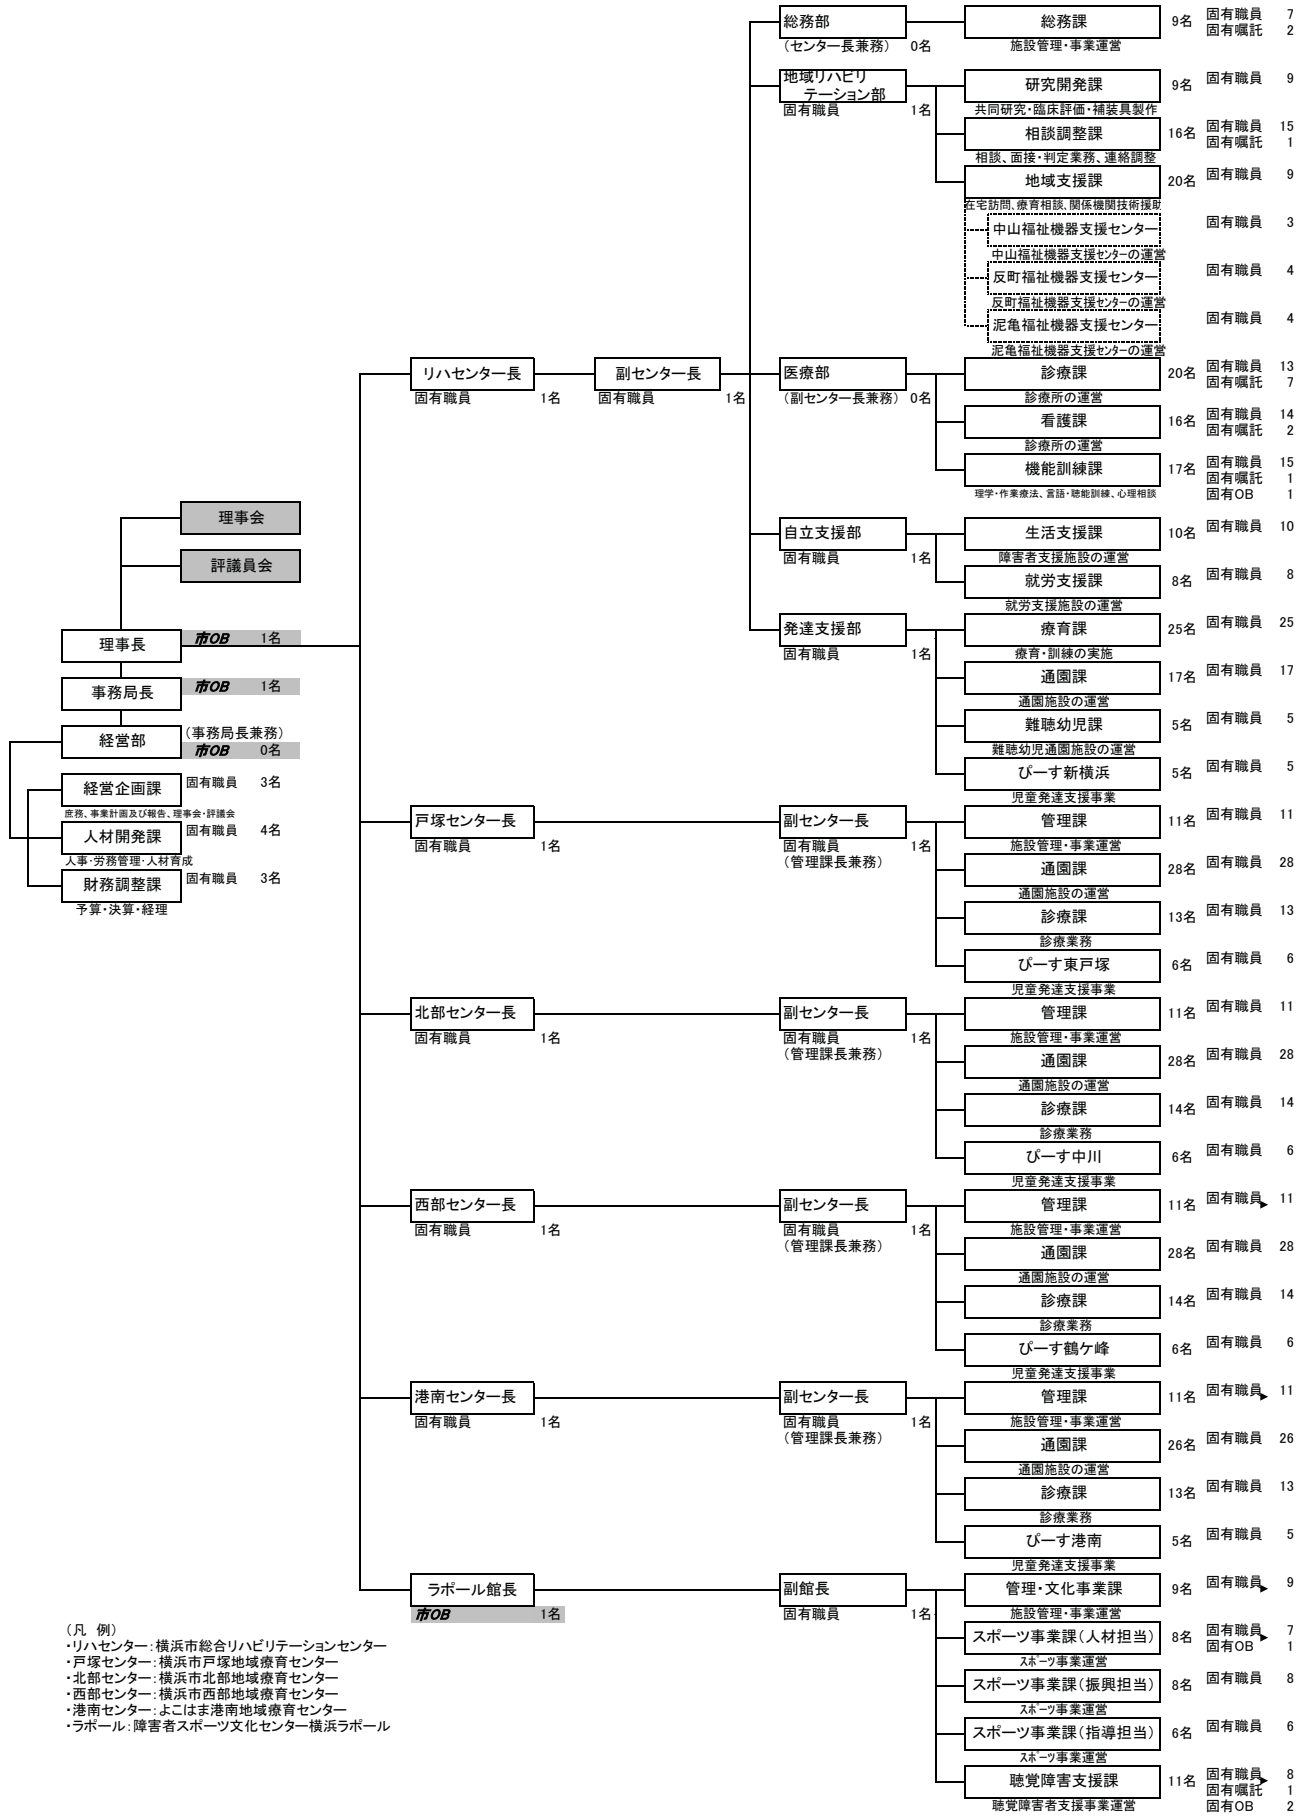 総務部
(センター長兼務) 0名
総務課 9名 固有職員 7
固有嘱託 2
施設管理・事業運営
地域リハビリ
テーション部
固有職員 1名
研究開発課 9名 固有職員 9
共同研究・臨床評価・補装具製作
相談調整課 16名 固有職員 15
固有嘱託 1
相談、面接・判定業務、連絡調整
地域支援課 20名 固有職員 9
在宅訪問、療育相談、関係機関技術援助
中山福祉機器支援センター 固有職員 3
中山福祉機器支援センターの運営
反町福祉機器支援センター 固有職員 4
反町福祉機器支援センターの運営
泥亀福祉機器支援センター 固有職員 4
泥亀福祉機器支援センターの運営
リハセンター長
固有職員 1名
副センター長
固有職員 1名
医療部
(副センター長兼務) 0名
診療課 20名 固有職員 13
固有嘱託 7
診療所の運営
看護課 16名 固有職員 14
固有嘱託 2
診療所の運営
機能訓練課 17名 固有職員 15
固有嘱託 1
固有OB 1
理学・作業療法、言語・聴能訓練、心理相談
自立支援部
固有職員 1名
生活支援課 10名 固有職員 10
障害者支援施設の運営
就労支援課 8名 固有職員 8
就労支援施設の運営
発達支援部
固有職員 1名
療育課 25名 固有職員 25
療育・訓練の実施
通園課 17名 固有職員 17
通園施設の運営
難聴幼児課 5名 固有職員 5
難聴幼児通園施設の運営
ぴーす新横浜 5名 固有職員 5
児童発達支援事業
理事会
評議員会
理事長 市OB 1名
事務局長 市OB 1名
経営部 (事務局長兼務)
市OB 0名
経営企画課 固有職員 3名
庶務、事業計画及び報告、理事会・評議会
人材開発課 固有職員 4名
人事・労務管理・人材育成
財務調整課 固有職員 3名
予算・決算・経理
戸塚センター長
固有職員 1名
副センター長
固有職員 1名
(管理課長兼務)
管理課 11名 固有職員 11
施設管理・事業運営
通園課 28名 固有職員 28
通園施設の運営
診療課 13名 固有職員 13
診療業務
ぴーす東戸塚 6名 固有職員 6
児童発達支援事業
北部センター長
固有職員 1名
副センター長
固有職員 1名
(管理課長兼務)
管理課 11名 固有職員 11
施設管理・事業運営
通園課 28名 固有職員 28
通園施設の運営
診療課 14名 固有職員 14
診療業務
ぴーす中川 6名 固有職員 6
児童発達支援事業
西部センター長
固有職員 1名
副センター長
固有職員 1名
(管理課長兼務)
管理課 11名 固有職員 11
施設管理・事業運営
通園課 28名 固有職員 28
通園施設の運営
診療課 14名 固有職員 14
診療業務
ぴーす鶴ケ峰 6名 固有職員 6
児童発達支援事業
港南センター長
固有職員 1名
副センター長
固有職員 1名
(管理課長兼務)
管理課 11名 固有職員 11
施設管理・事業運営
通園課 26名 固有職員 26
通園施設の運営
診療課 13名 固有職員 13
診療業務
ぴーす港南 5名 固有職員 5
児童発達支援事業
ラポール館長
市OB 1名
副館長
固有職員 1名
管理・文化事業課 9名 固有職員 9
施設管理・事業運営
スポーツ事業課(人材担当) 8名 固有職員 7
固有OB 1
スポーツ事業運営
スポーツ事業課(振興担当) 8名 固有職員 8
スポーツ事業運営
スポーツ事業課(指導担当) 6名 固有職員 6
スポーツ事業運営
聴覚障害支援課 11名 固有職員 8
固有嘱託 1
固有OB 2
聴覚障害者支援事業運営
(凡 例)
・リハセンター:横浜市総合リハビリテーションセンター
・戸塚センター:横浜市戸塚地域療育センター
・北部センター:横浜市北部地域療育センター
・西部センター:横浜市西部地域療育センター
・港南センター:よこはま港南地域療育センター
・ラポール:障害者スポーツ文化センター横浜ラポール